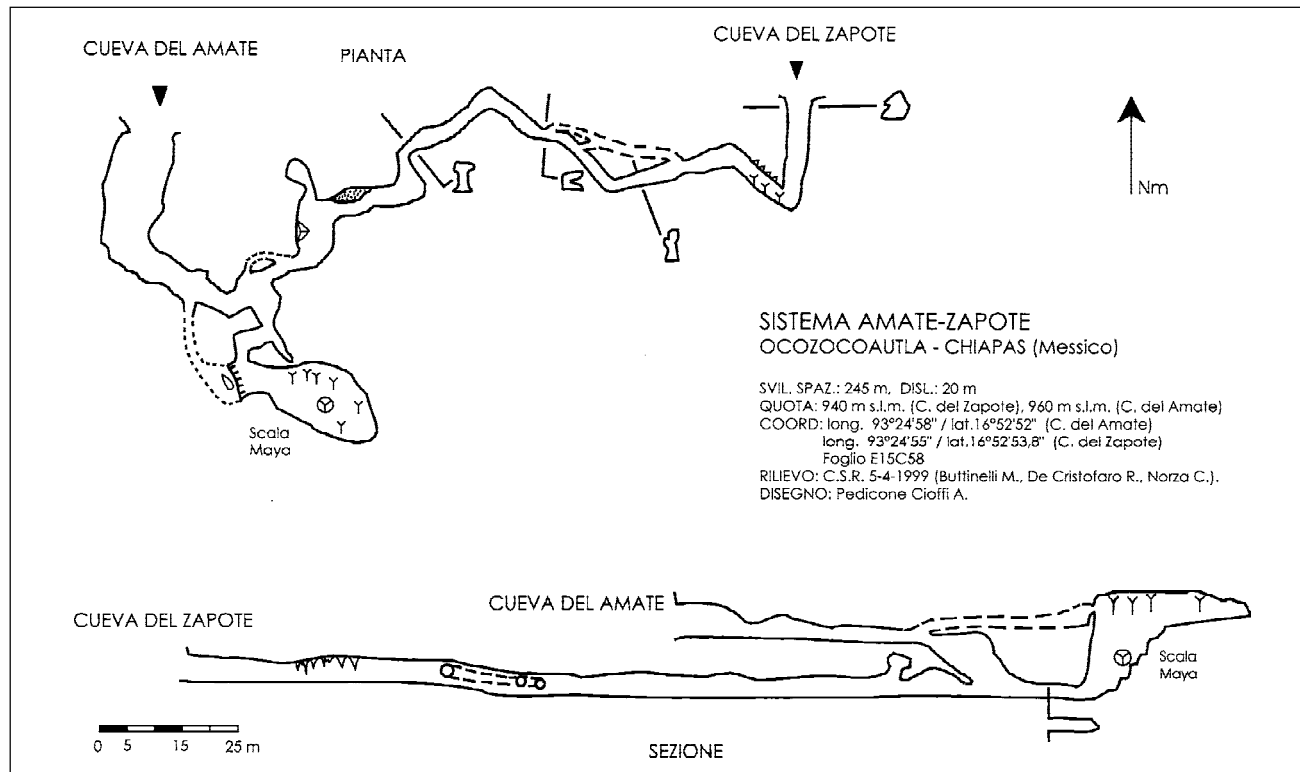 CUEVA DEL AMATE
PIANTA
CUEVA DEL ZAPOTE
Nm
Scala
Maya
SISTEMA AMATE-ZAPOTE
OCOZOCOAUTLA - CHIAPAS (Messico)
SVIL. SPAZ.: 245 m, DISL.: 20 m
QUOTA: 940 m s.l.m. (C. del Zapote), 960 m s.l.m. (C. del Amate)
COORD: long. 93°24'58" / lat.16°52'52" (C. del Amate)
long. 93°24'55" / lat.16°52'53,8" (C. del Zapote)
Foglio E15C58
RILIEVO: C.S.R. 5-4-1999 (Buttinelli M., De Cristofaro R., Norza C.).
DISEGNO: Pedicone Cioffi A.
CUEVA DEL ZAPOTE
CUEVA DEL AMATE
Scala
Maya
0 5 15 25 m
SEZIONE